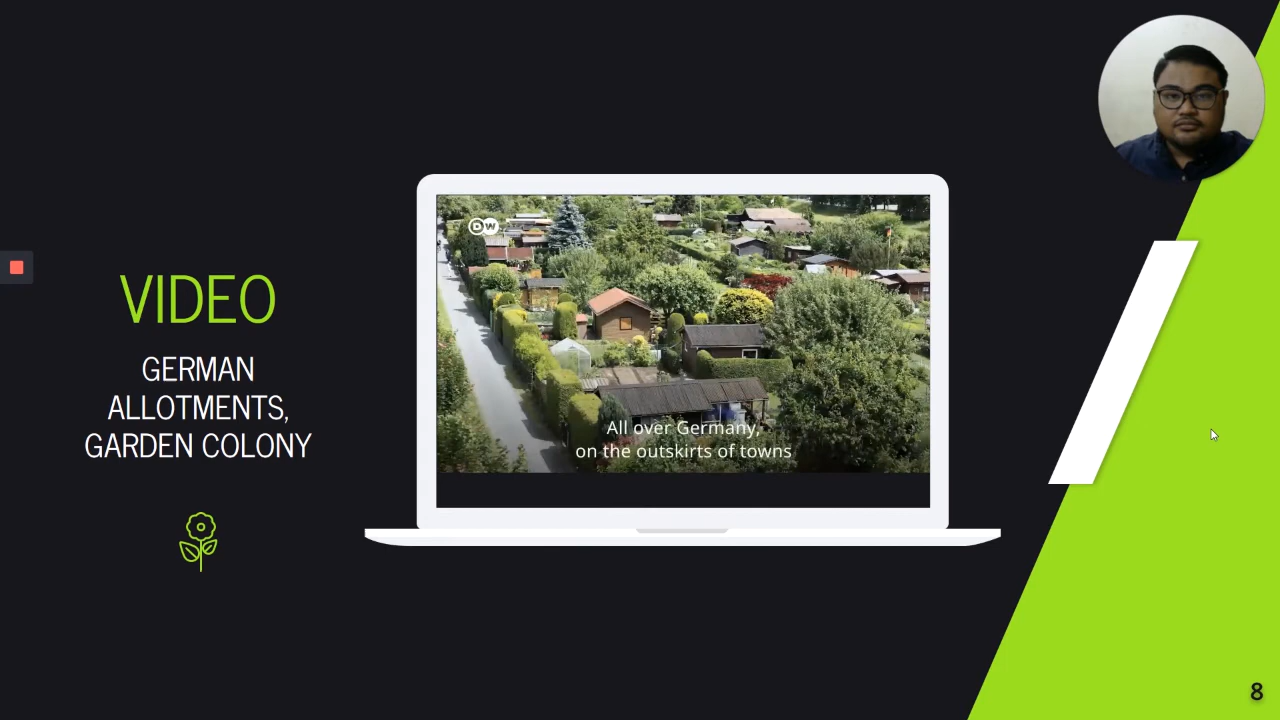 VIDEO
GERMAN
ALLOTMENTS,
GARDEN COLONY
DW
All over Germany,
on the outskirts of towns
8